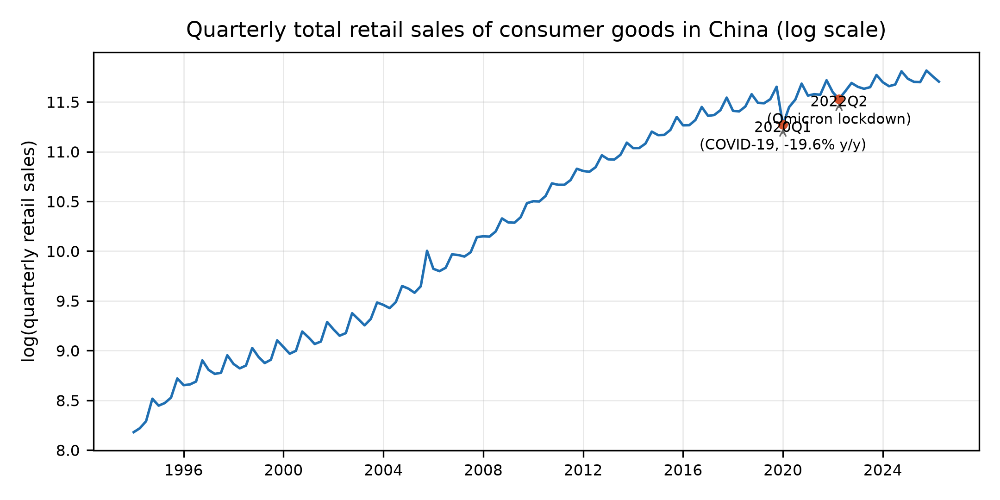 Quarterly total retail sales of consumer goods in China (log scale)
log(quarterly retail sales)
11.5
11.0
10.5
10.0
9.5
9.0
8.5
8.0
2022Q2
(Omicron lockdown)
2020Q1
(COVID-19, -19.6% y/y)
1996
2000
2004
2008
2012
2016
2020
2024